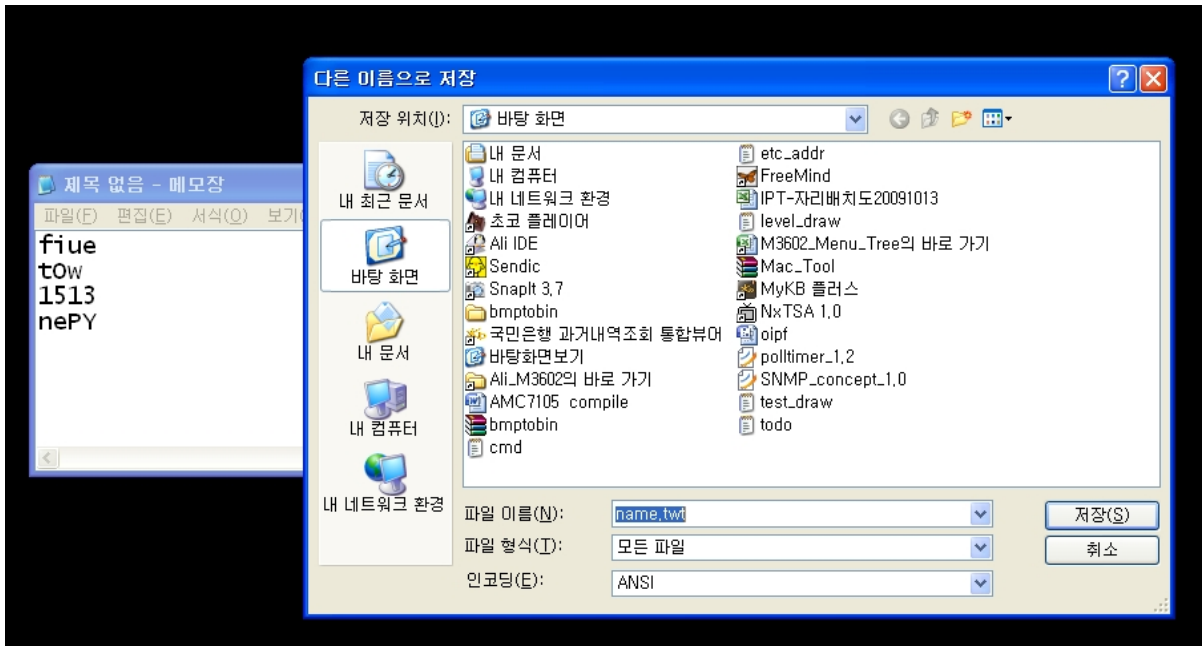 다른 이름으로 저장
저장 위치(I):
바탕 화면
제목 없음 - 메모장
파일(F) 편집(E) 서식(O) 보기(
fiue
tow
1513
nePY
내 최근 문서
바탕 화면
내 문서
내 컴퓨터
내 네트워크 환경
내 문서
내 컴퓨터
내 네트워크 환경
초코 플레이어
Ali IDE
Sendic
SnapIt 3.7
bmptobin
국민은행 과거내역조회 통합뷰어
바탕화면보기
Ali_M3602의 바로 가기
AMC7105 compile
bmptobin
cmd
etc_addr
FreeMind
IPT-자리배치도20091013
level_draw
M3602_Menu_Tree의 바로 가기
Mac_Tool
MyKB 플러스
NxTSA 1.0
oipf
polltimer_1.2
SNMP_concept_1.0
test_draw
todo
파일 이름(N):
name.twt
저장(S)
파일 형식(T):
모든 파일
취소
인코딩(E):
ANSI